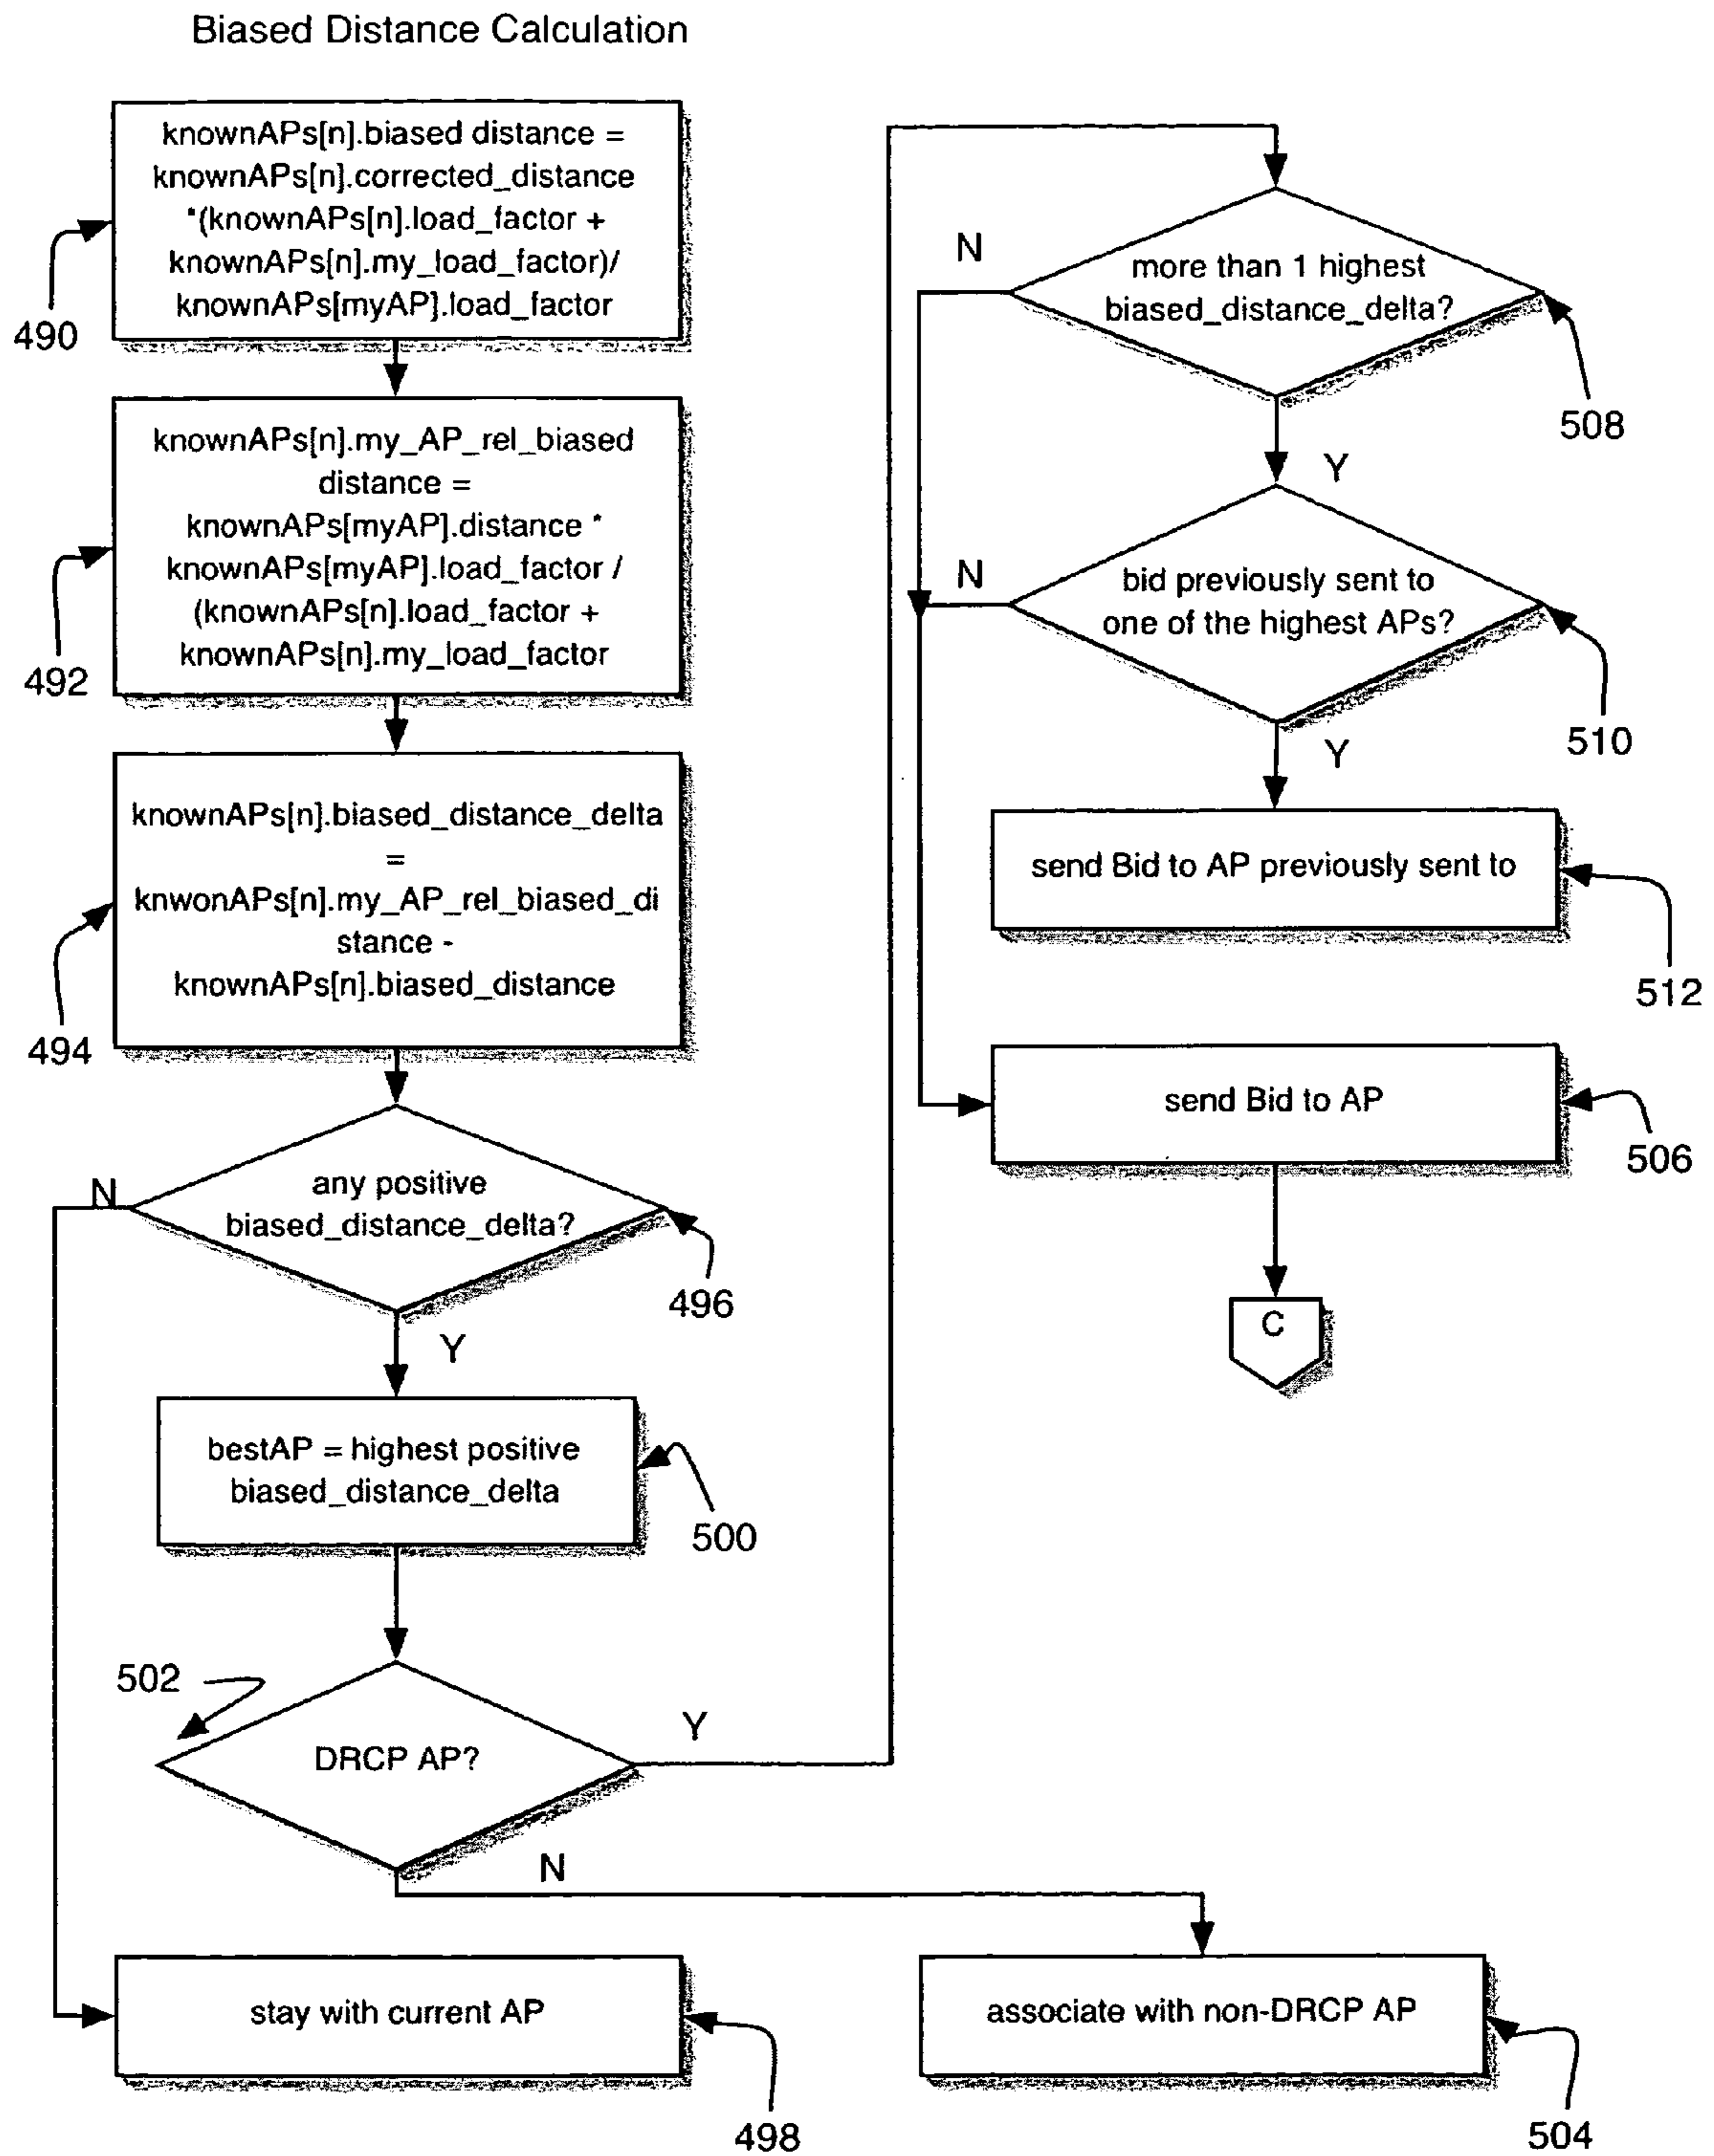 Biased Distance Calculation
knownAPs[n].biased distance =
knownAPs[n].corrected_distance
*(knownAPs[n].load_factor +
knownAPs[n].my_load_factor)/
knownAPs[myAP].load_factor
490
knownAPs[n].my_AP_rel_biased
distance =
knownAPs[myAP].distance *
knownAPs[myAP].load_factor /
(knownAPs[n].load_factor +
knownAPs[n].my_load_factor
492
knownAPs[n].biased_distance_delta
=
knwonAPs[n].my_AP_rel_biased_di
stance -
knownAPs[n].biased_distance
494
N
any positive
biased_distance_delta?
496
Y
bestAP = highest positive
biased_distance_delta
500
502
DRCP AP?
Y
N
stay with current AP
498
associate with non-DRCP AP
504
N
more than 1 highest
biased_distance_delta?
508
Y
N
bid previously sent to
one of the highest APs?
510
Y
send Bid to AP previously sent to
512
send Bid to AP
506
C